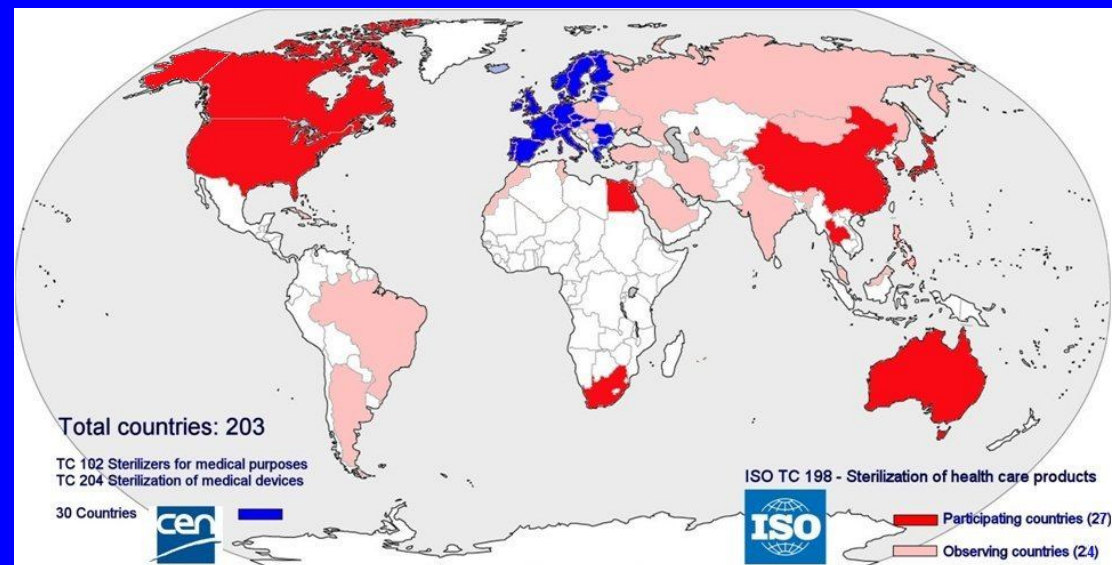 Total countries: 203
TC 102 Sterilizers for medical purposes
TC 204 Sterilization of medical devices
30 Countries
cen
ISO TC 198 - Sterilization of health care products
ISO
Participating countries (27)
Observing countries (24)